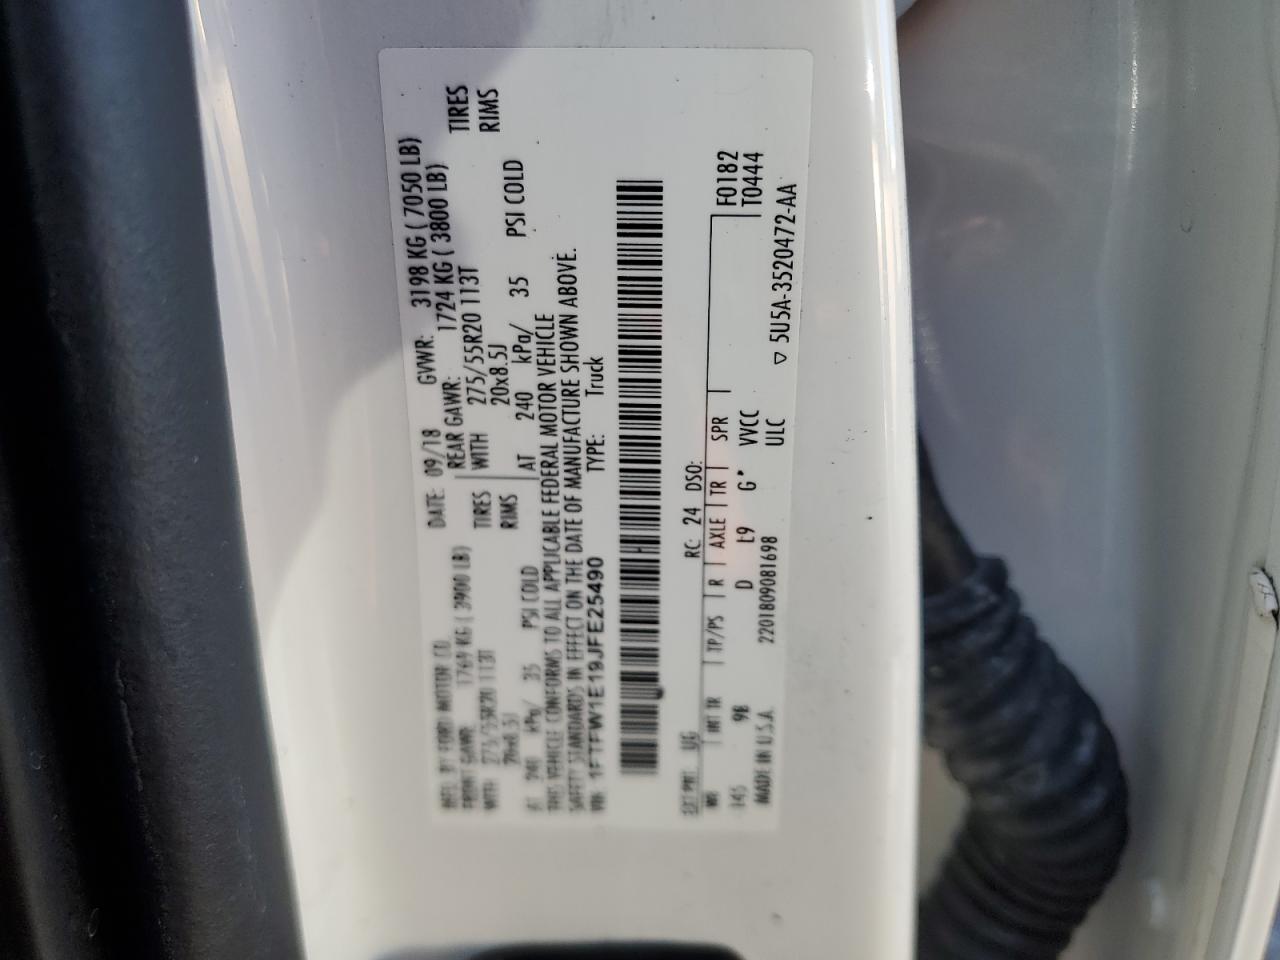 MFD. BY FORD MOTOR CO. DATE: 09/18 GVWR: 3198 KG ( 7050 LB)
FRONT GAWR: 1769 KG ( 3900 LB) REAR GAWR: 1724 KG ( 3800 LB)
WITH 275/55R20 113T TIRES WITH 275/55R20 113T TIRES
20x8.5J RIMS 20x8.5J RIMS
AT 240 kPa/ 35 PSI COLD AT 240 kPa/ 35 PSI COLD
THIS VEHICLE CONFORMS TO ALL APPLICABLE FEDERAL MOTOR VEHICLE
SAFETY STANDARDS IN EFFECT ON THE DATE OF MANUFACTURE SHOWN ABOVE.
VIN: 1FTFW1E19JFE25490 TYPE: Truck
EXT PNT: UG RC: 24 DSO:
WB INT TR TP/PS R AXLE TR SPR F0182
145 9B D L9 G* VVCC T0444
MADE IN U.S.A. 2201809081698 ULC ▽ 5U5A-3520472-AA